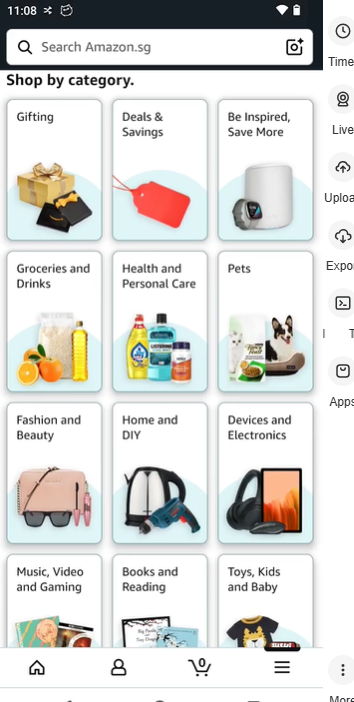 11:08
Search Amazon.sg
Shop by category.
Gifting
Deals &
Savings
Be Inspired,
Save More
Groceries and
Drinks
Health and
Personal Care
Pets
Fashion and
Beauty
Home and
DIY
Devices and
Electronics
Music, Video
and Gaming
Books and
Reading
Toys, Kids
and Baby
0
Time
Live
Uploa
Expor
T
Apps
More